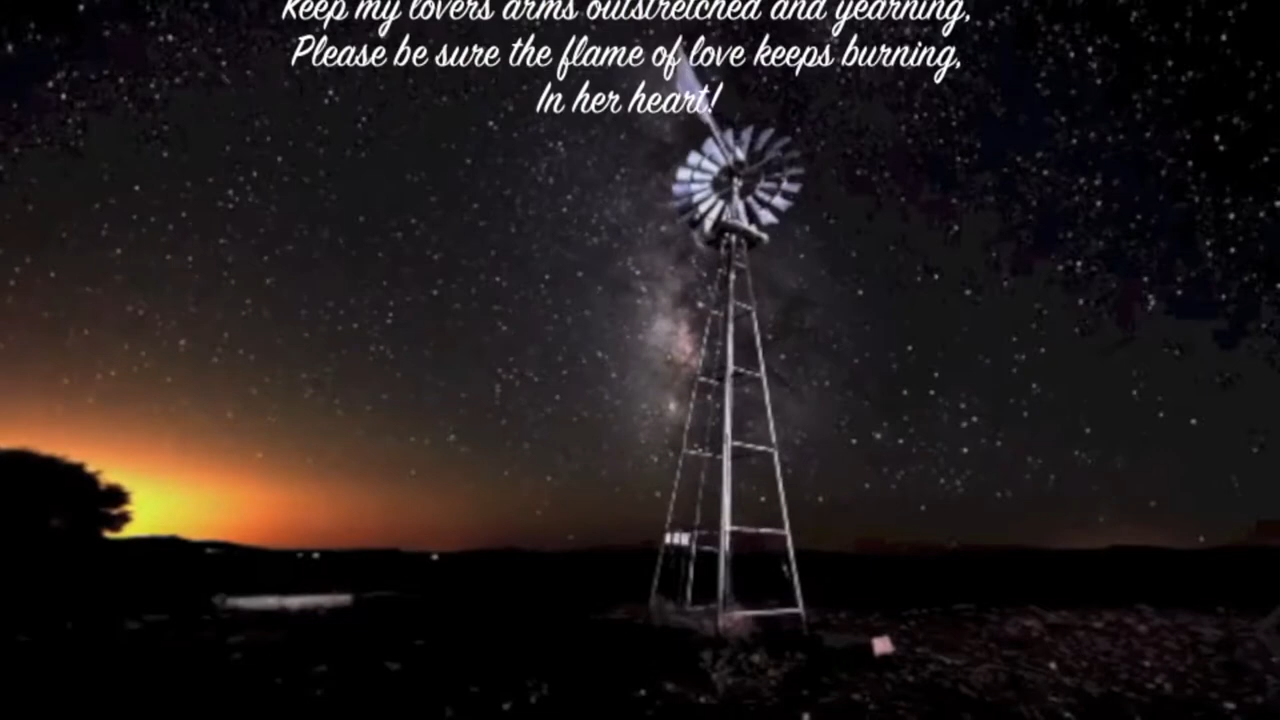 keep my lovers arms outstretched and yearning,
Please be sure the flame of love keeps burning,
In her heart!